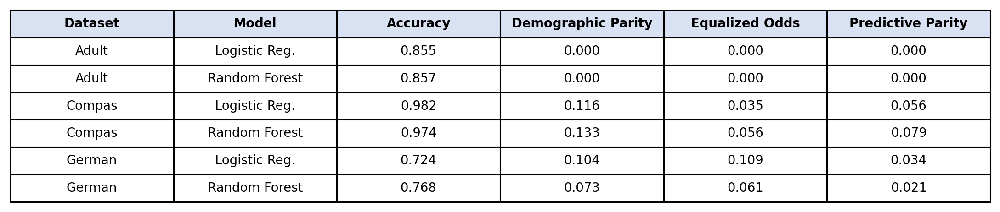 Dataset Model Accuracy Demographic Parity Equalized Odds Predictive Parity
Adult Logistic Reg. 0.855 0.000 0.000 0.000
Adult Random Forest 0.857 0.000 0.000 0.000
Compas Logistic Reg. 0.982 0.116 0.035 0.056
Compas Random Forest 0.974 0.133 0.056 0.079
German Logistic Reg. 0.724 0.104 0.109 0.034
German Random Forest 0.768 0.073 0.061 0.021